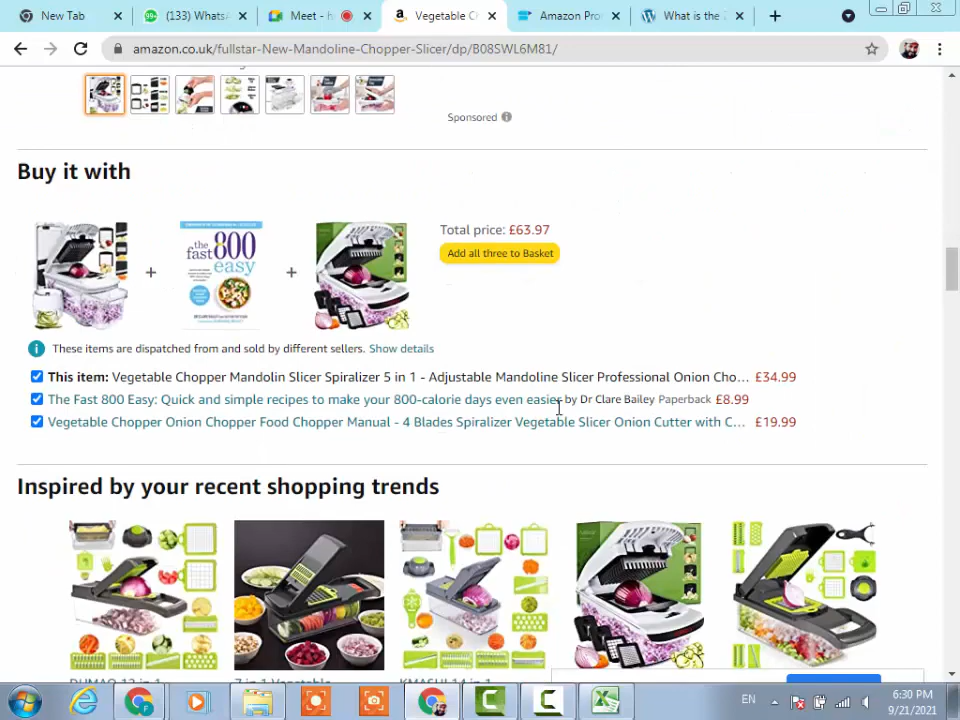 New Tab
(133) Whats
Meet - h
Vegetable C
Amazon Pro
What is the
amazon.co.uk/fullstar-New-Mandoline-Chopper-Slicer/dp/B08SWL6M81/
Sponsored
Buy it with
the fast 800 easy
Total price: £63.97
Add all three to Basket
These items are dispatched from and sold by different sellers. Show details
This item: Vegetable Chopper Mandolin Slicer Spiralizer 5 in 1 - Adjustable Mandoline Slicer Professional Onion Cho... £34.99
The Fast 800 Easy: Quick and simple recipes to make your 800-calorie days even easier by Dr Clare Bailey Paperback £8.99
Vegetable Chopper Onion Chopper Food Chopper Manual - 4 Blades Spiralizer Vegetable Slicer Onion Cutter with C... £19.99
Inspired by your recent shopping trends
EN
6:30 PM
9/21/2021